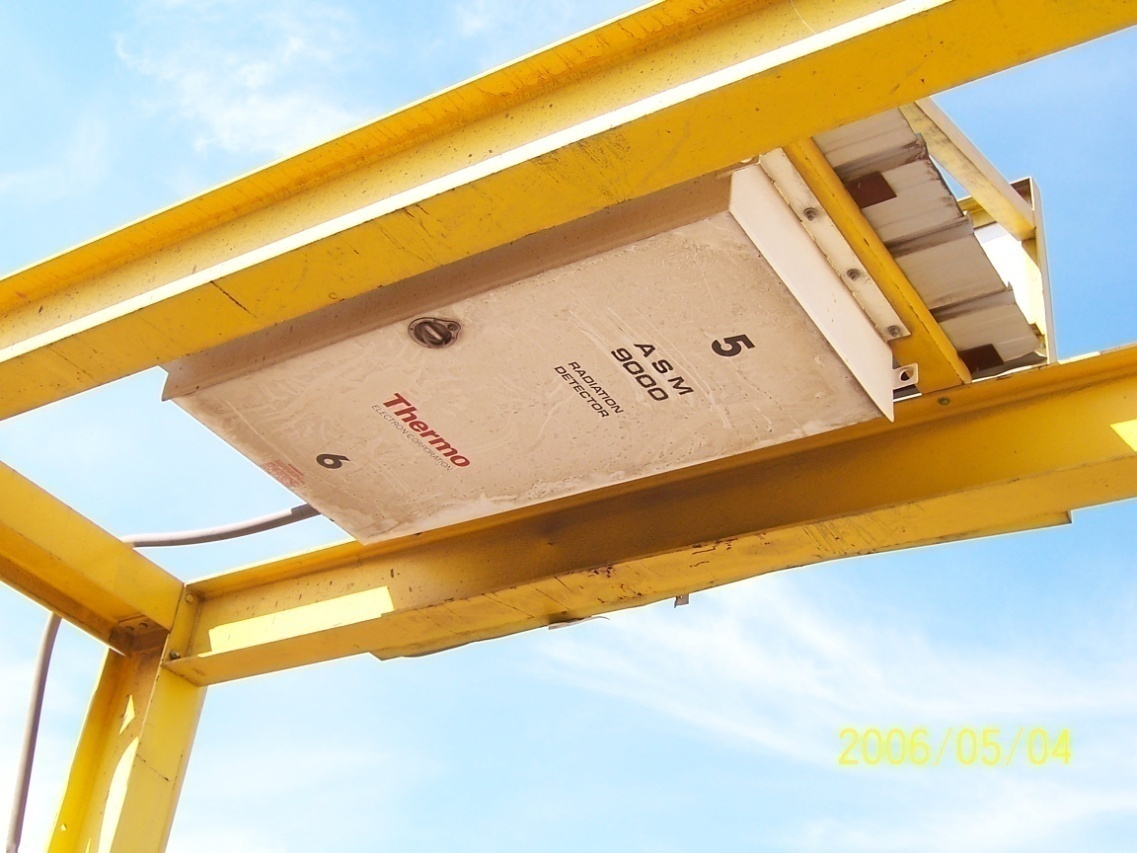 5
ASM
9000
RADIATION
DETECTOR
Thermo
ELECTRON CORPORATION
6
2006/05/04